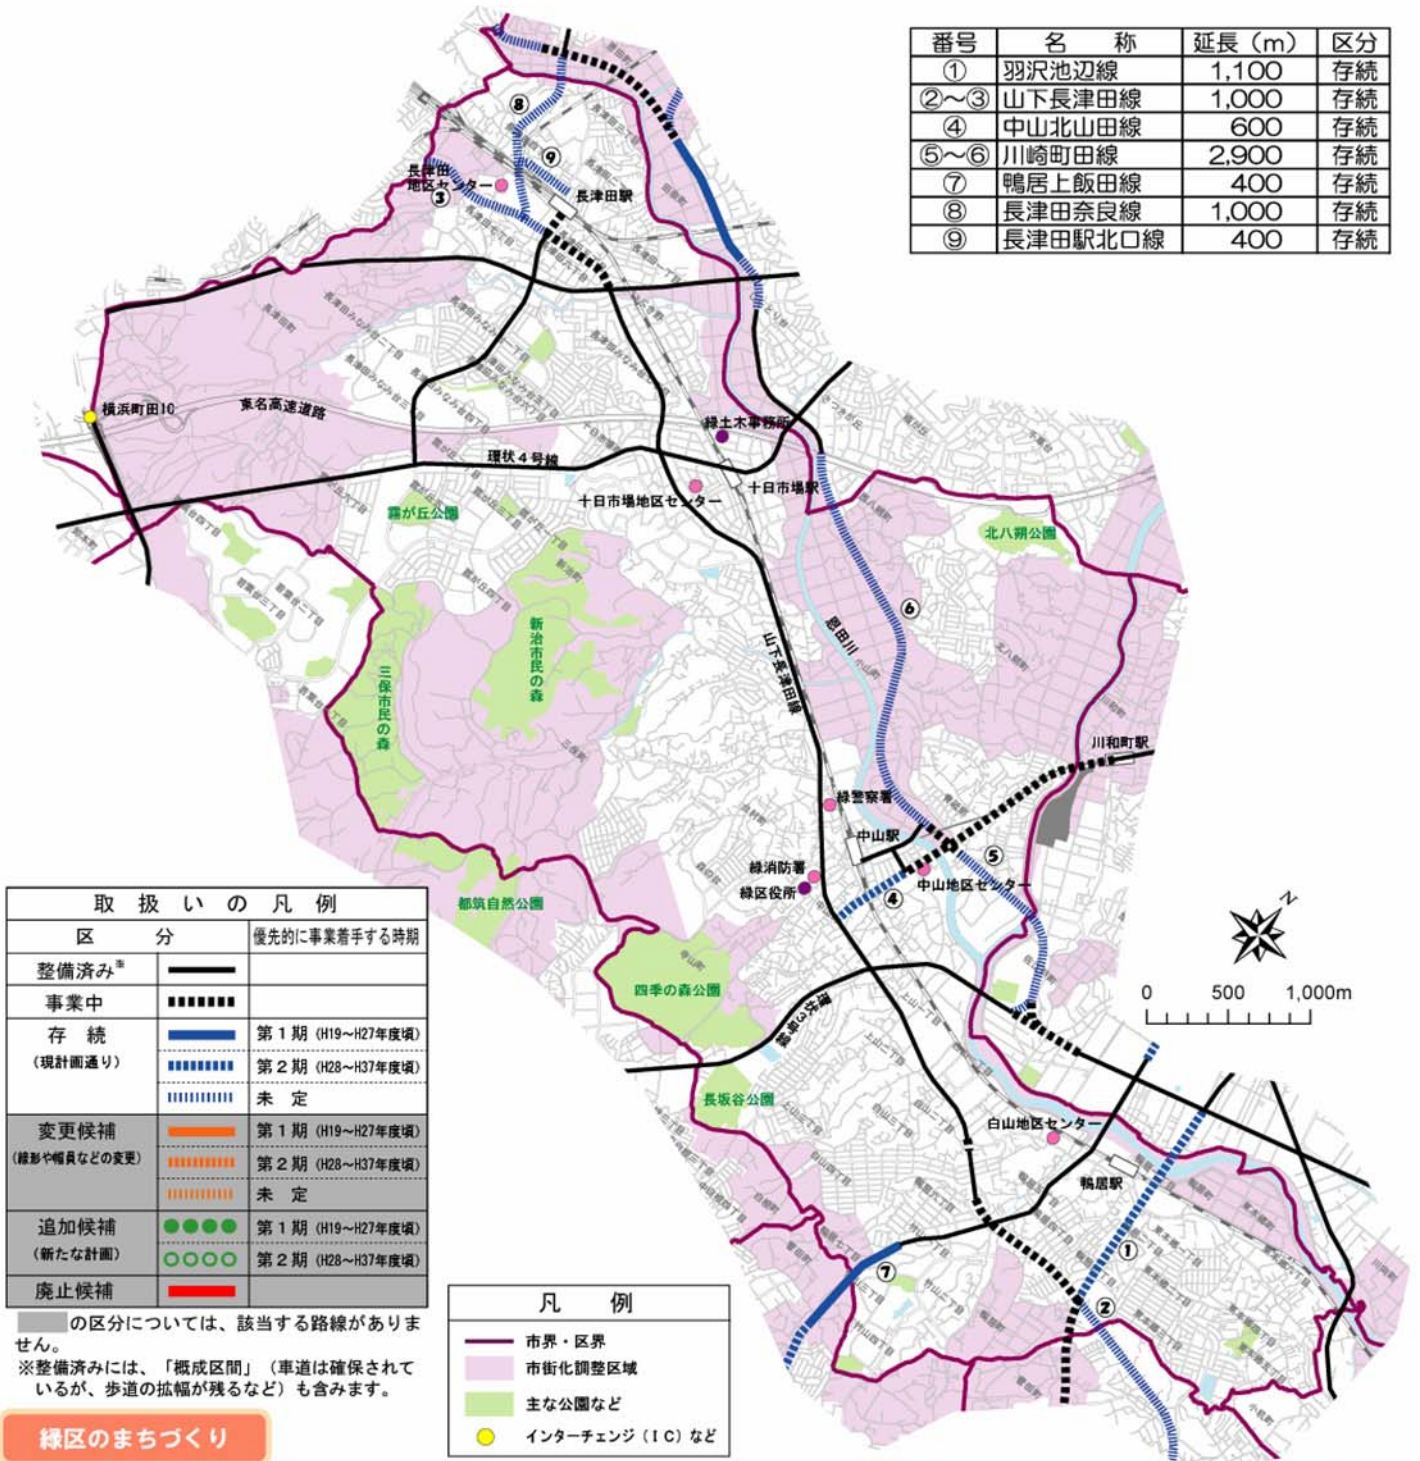 番号 名 称 延長（m） 区分
① 羽沢池辺線 1,100 存続
②～③ 山下長津田線 1,000 存続
④ 中山北山田線 600 存続
⑤～⑥ 川崎町田線 2,900 存続
⑦ 鴨居上飯田線 400 存続
⑧ 長津田奈良線 1,000 存続
⑨ 長津田駅北口線 400 存続
⑧
⑨
長津田
地区センター
③
長津田駅
横浜町田IC
東名高速道路
緑土木事務所
環状４号線
十日市場駅
十日市場地区センター
霧が丘公園
北八朔公園
⑥
新治市民の森
恩田川
小山町
山下長津田線
三保市民の森
三保町
川和町駅
緑警察署
中山駅
⑤
緑消防署
中山地区センター
緑区役所
④
都筑自然公園
四季の森公園
寺山町
環状３号線
長坂谷公園
白山地区センター
鴨居駅
①
⑦
②
N
0 500 1,000m
取 扱 い の 凡 例
区 分 優先的に事業着手する時期
整備済み※
事業中
存 続 第１期（H19～H27年度頃）
（現計画通り） 第２期（H28～H37年度頃）
未 定
変更候補 第１期（H19～H27年度頃）
（線形や幅員などの変更） 第２期（H28～H37年度頃）
未 定
追加候補 第１期（H19～H27年度頃）
（新たな計画） 第２期（H28～H37年度頃）
廃止候補
の区分については、該当する路線がありま
せん。
※整備済みには、「概成区間」（車道は確保されて
いるが、歩道の拡幅が残るなど）も含みます。
緑区のまちづくり
凡 例
市界・区界
市街化調整区域
主な公園など
インターチェンジ（ＩＣ）など